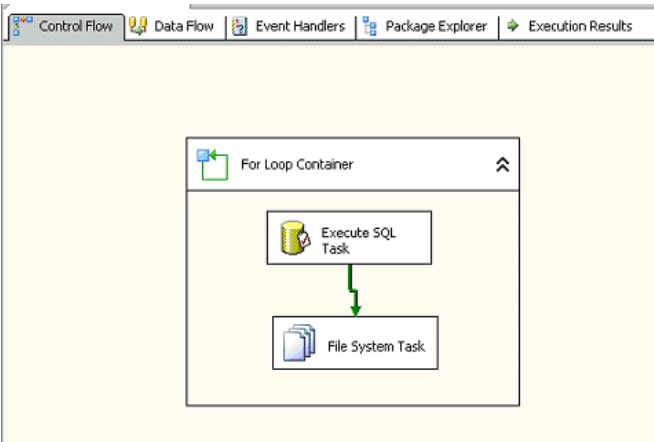 Control Flow
Data Flow
Event Handlers
Package Explorer
Execution Results
For Loop Container
Execute SQL
Task
File System Task